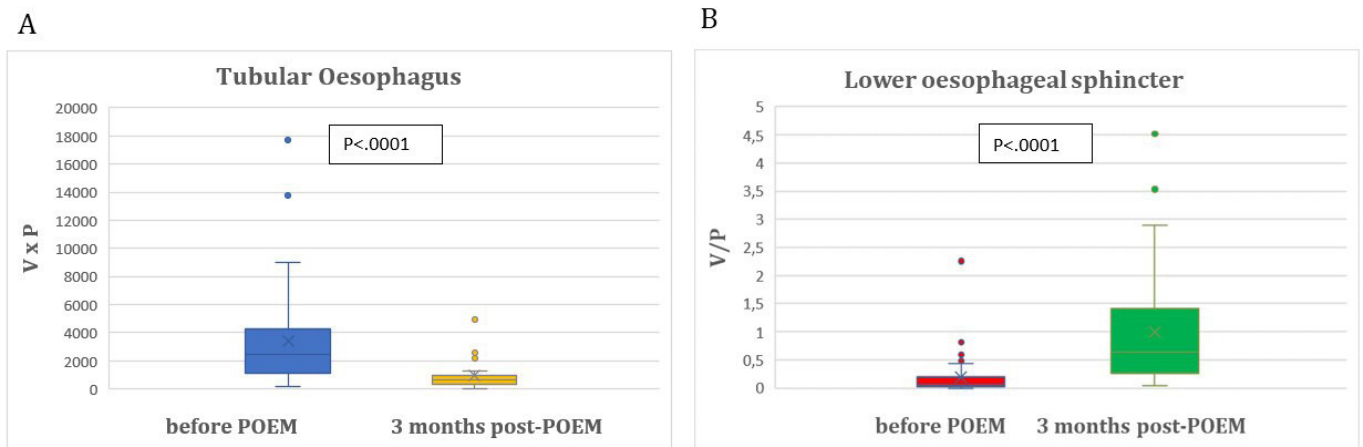 A
Tubular Oesophagus
P<.0001
V x P
20000
18000
16000
14000
12000
10000
8000
6000
4000
2000
0
before POEM
3 months post-POEM
B
Lower oesophageal sphincter
P<.0001
V/P
5
4,5
4
3,5
3
2,5
2
1,5
1
0,5
0
before POEM
3 months post-POEM